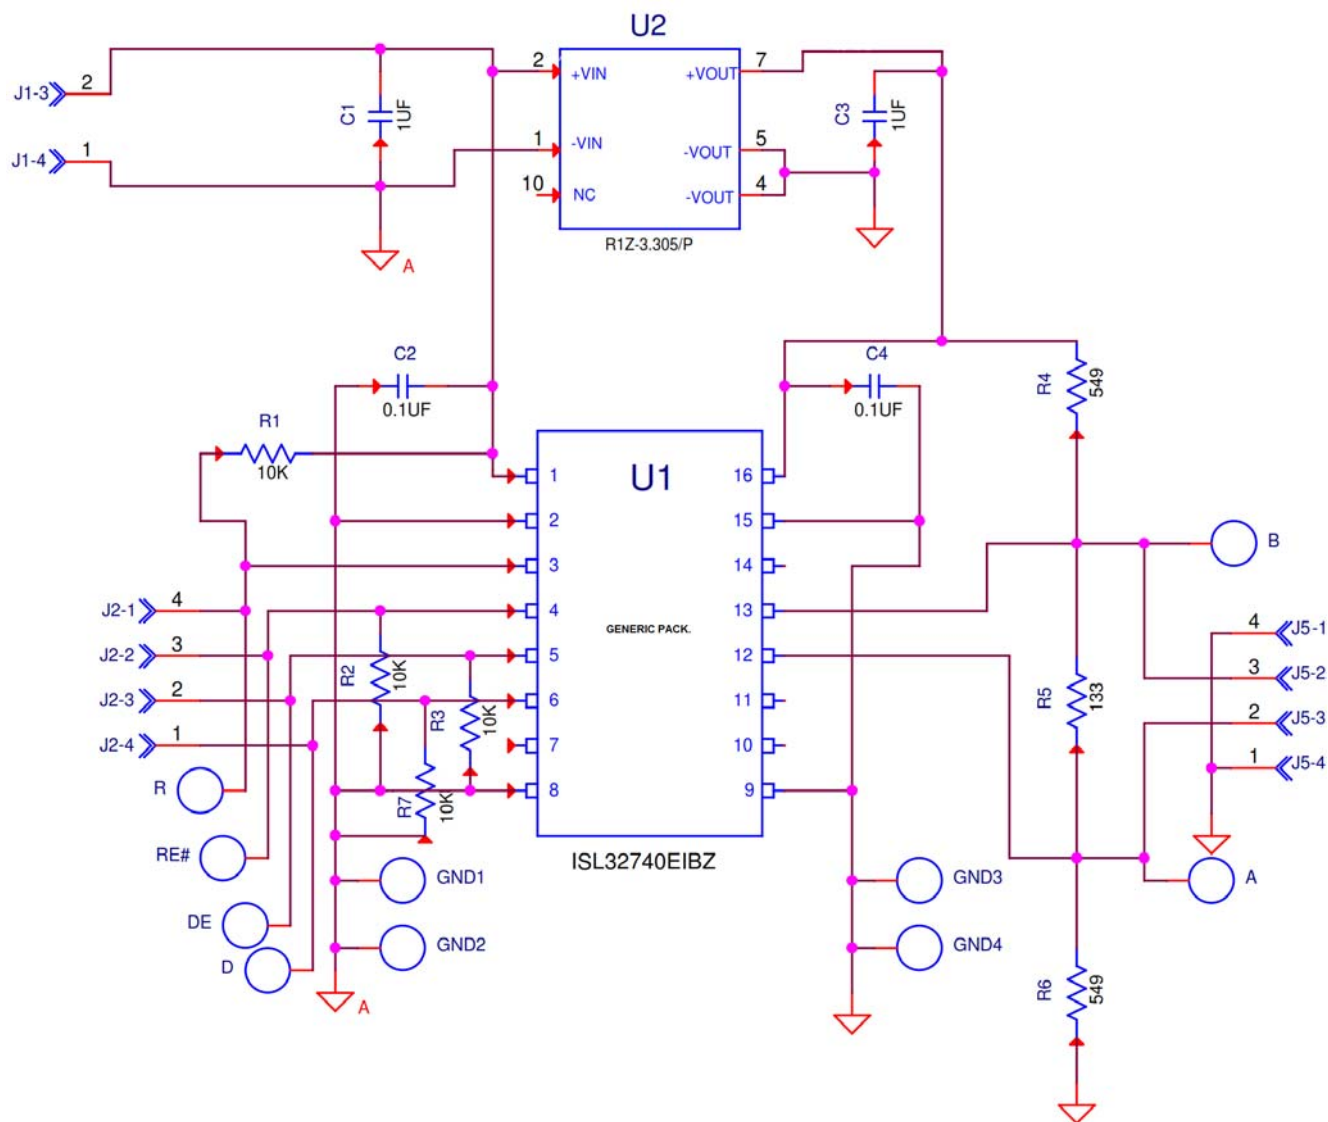 U2
J1-3 2
J1-4 1
C1 1UF
2 +VIN
1 -VIN
10 NC
+VOUT 7
-VOUT 5
-VOUT 4
R1Z-3.305/P
C3 1UF
A
C2
0.1UF
C4
0.1UF
R4 549
R1
10K
U1
1 16
2 15
3 14
4 13
5 12
6 11
7 10
8 9
GENERIC PACK.
ISL32740EIBZ
J2-1 4
J2-2 3
J2-3 2
J2-4 1
R2 10K
R3 10K
R7 10K
R
RE#
DE
D
GND1
GND2
A
GND3
GND4
B
R5 133
4 J5-1
3 J5-2
2 J5-3
1 J5-4
A
R6 549